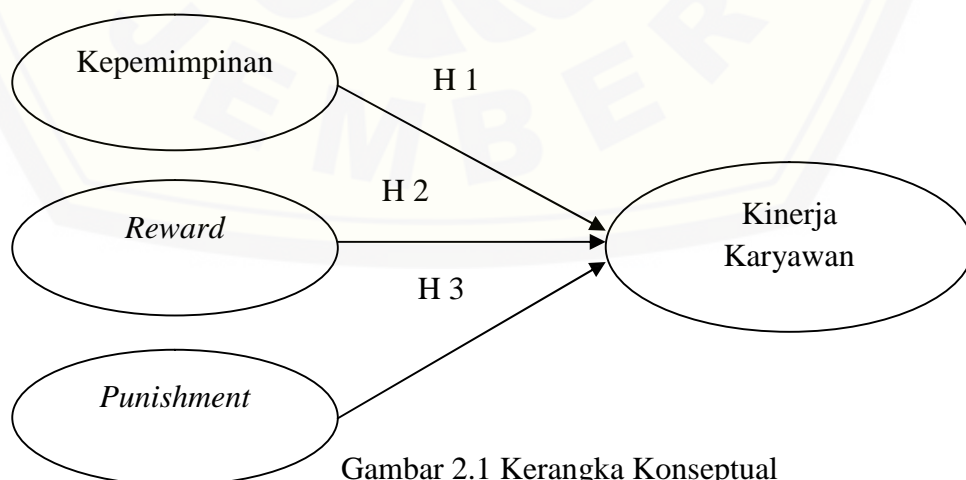 Kepemimpinan
H 1
H 2
Reward
Kinerja
Karyawan
H 3
Punishment
Gambar 2.1 Kerangka Konseptual